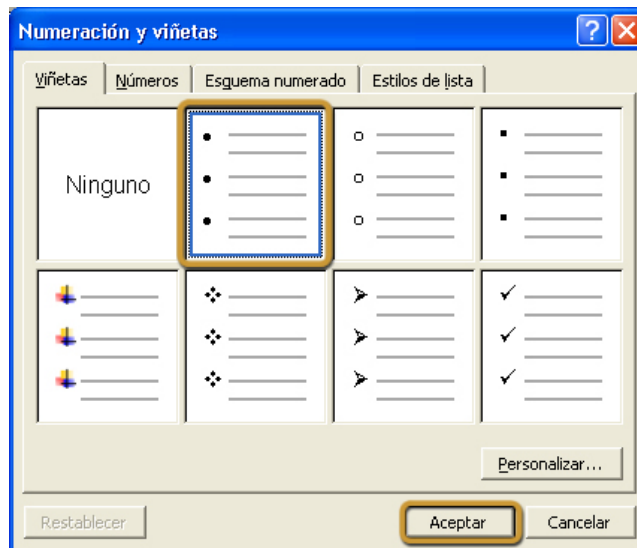 Numeración y viñetas
Viñetas Números Esquema numerado Estilos de lista
Ninguno
Personalizar...
Restablecer Aceptar Cancelar